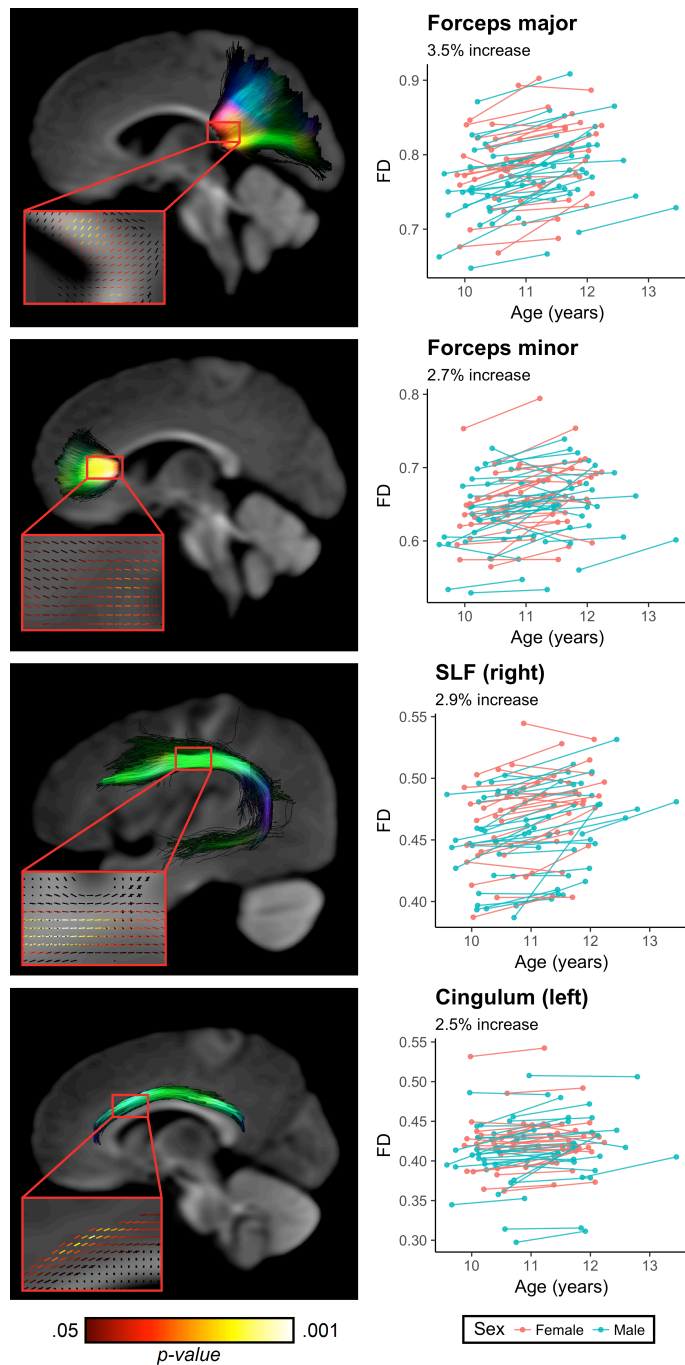 Forceps major
3.5% increase
0.9
0.8
0.7
FD
10 11 12 13
Age (years)
Forceps minor
2.7% increase
0.8
0.7
0.6
FD
10 11 12 13
Age (years)
SLF (right)
2.9% increase
0.55
0.50
0.45
0.40
FD
10 11 12 13
Age (years)
Cingulum (left)
2.5% increase
0.55
0.50
0.45
0.40
0.35
0.30
FD
10 11 12 13
Age (years)
.05 .001
p-value
Sex Female Male